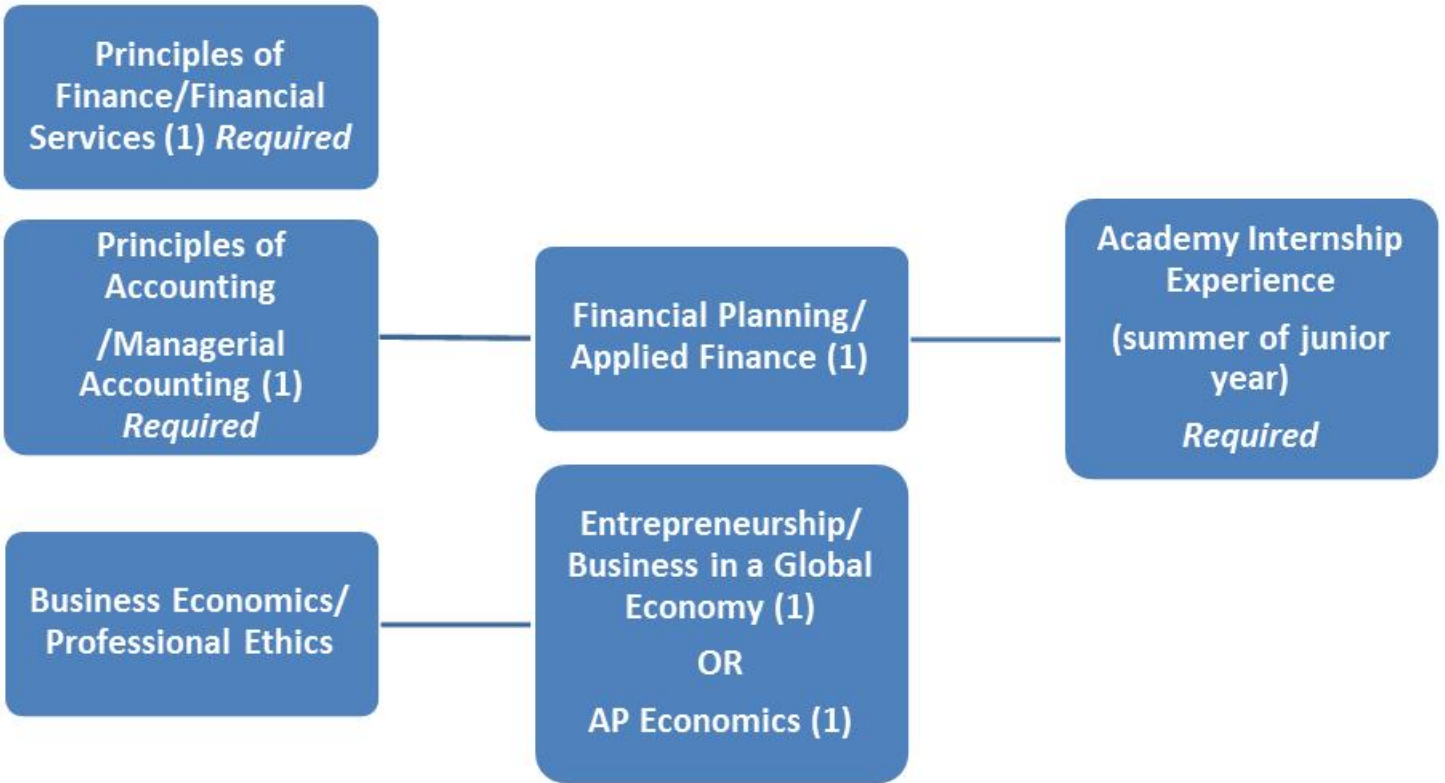 Principles of
Finance/Financial
Services (1) Required
Principles of
Accounting
/Managerial
Accounting (1)
Required
Business Economics/
Professional Ethics
Financial Planning/
Applied Finance (1)
Entrepreneurship/
Business in a Global
Economy (1)
OR
AP Economics (1)
Academy Internship
Experience
(summer of junior
year)
Required